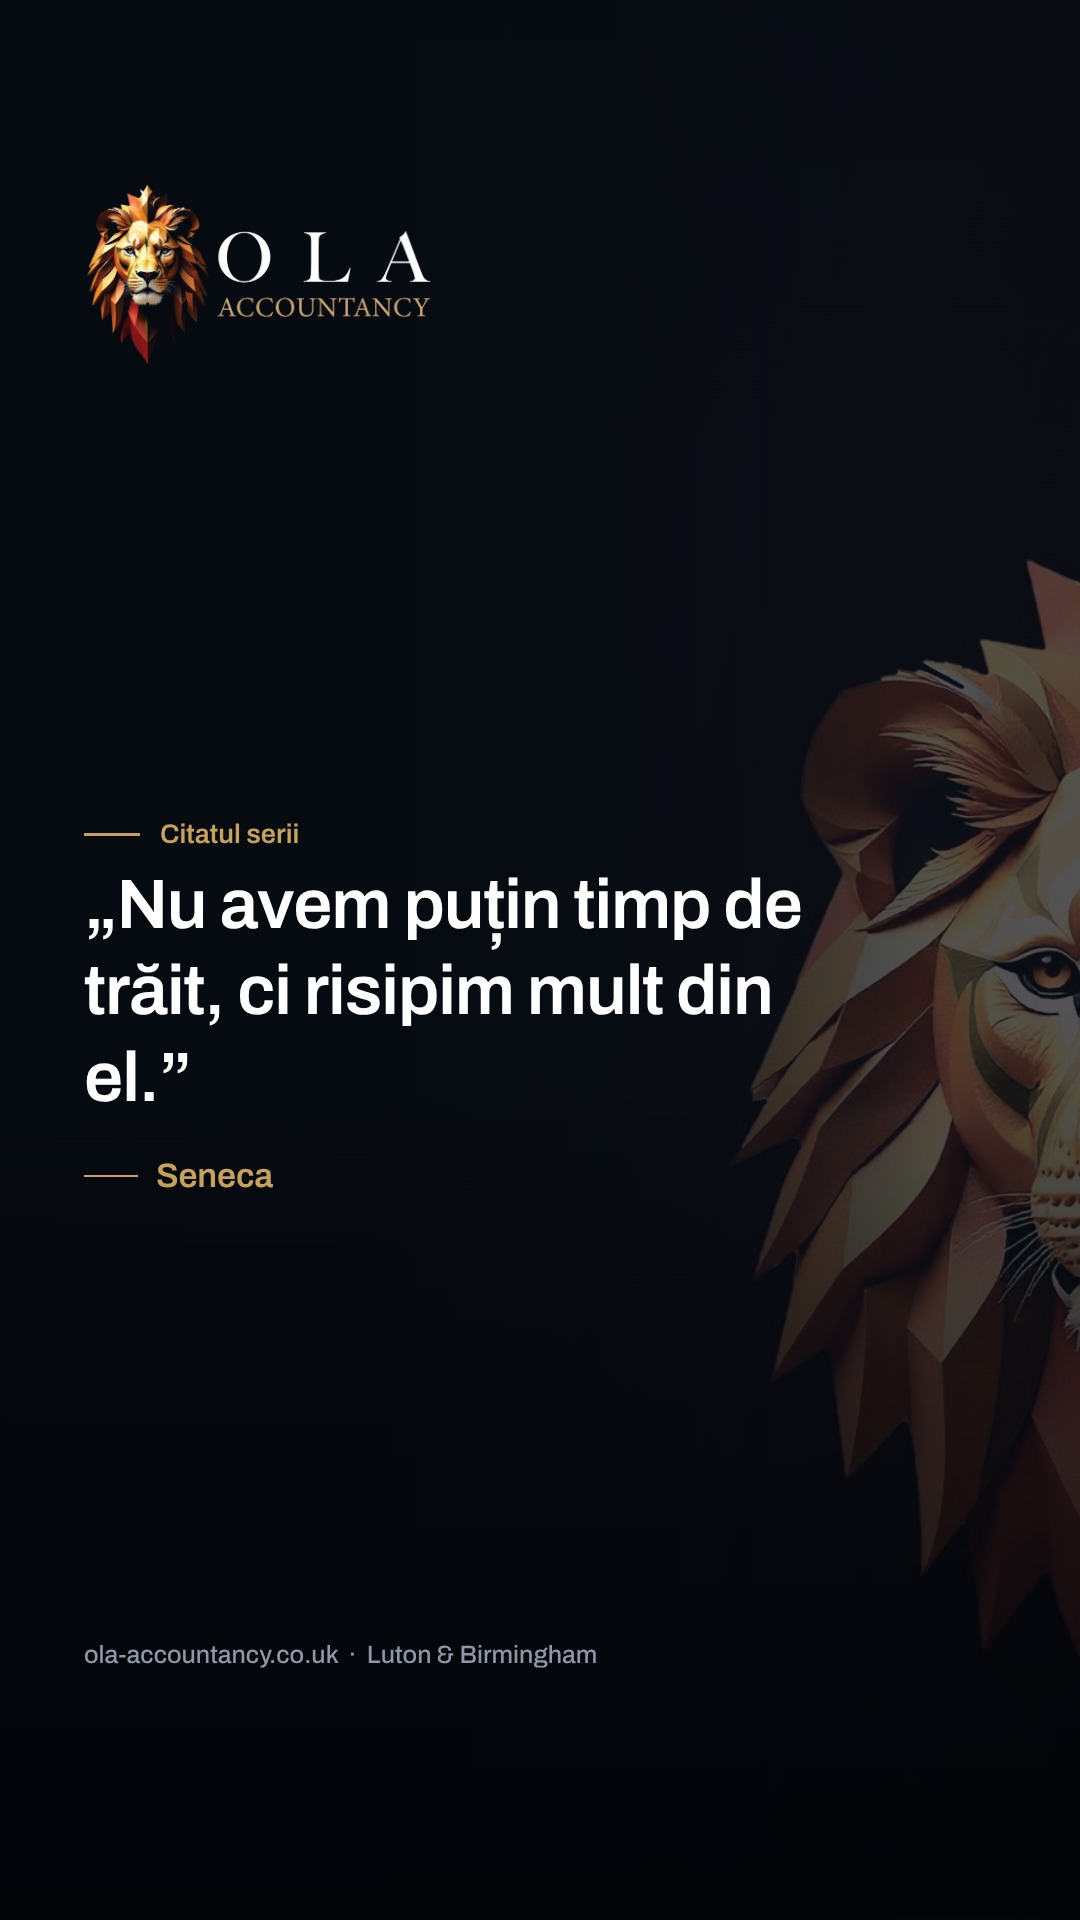 OLA
ACCOUNTANCY
Citatul serii
„Nu avem puțin timp de
trăit, ci risipim mult din
el.”
Seneca
ola-accountancy.co.uk · Luton & Birmingham